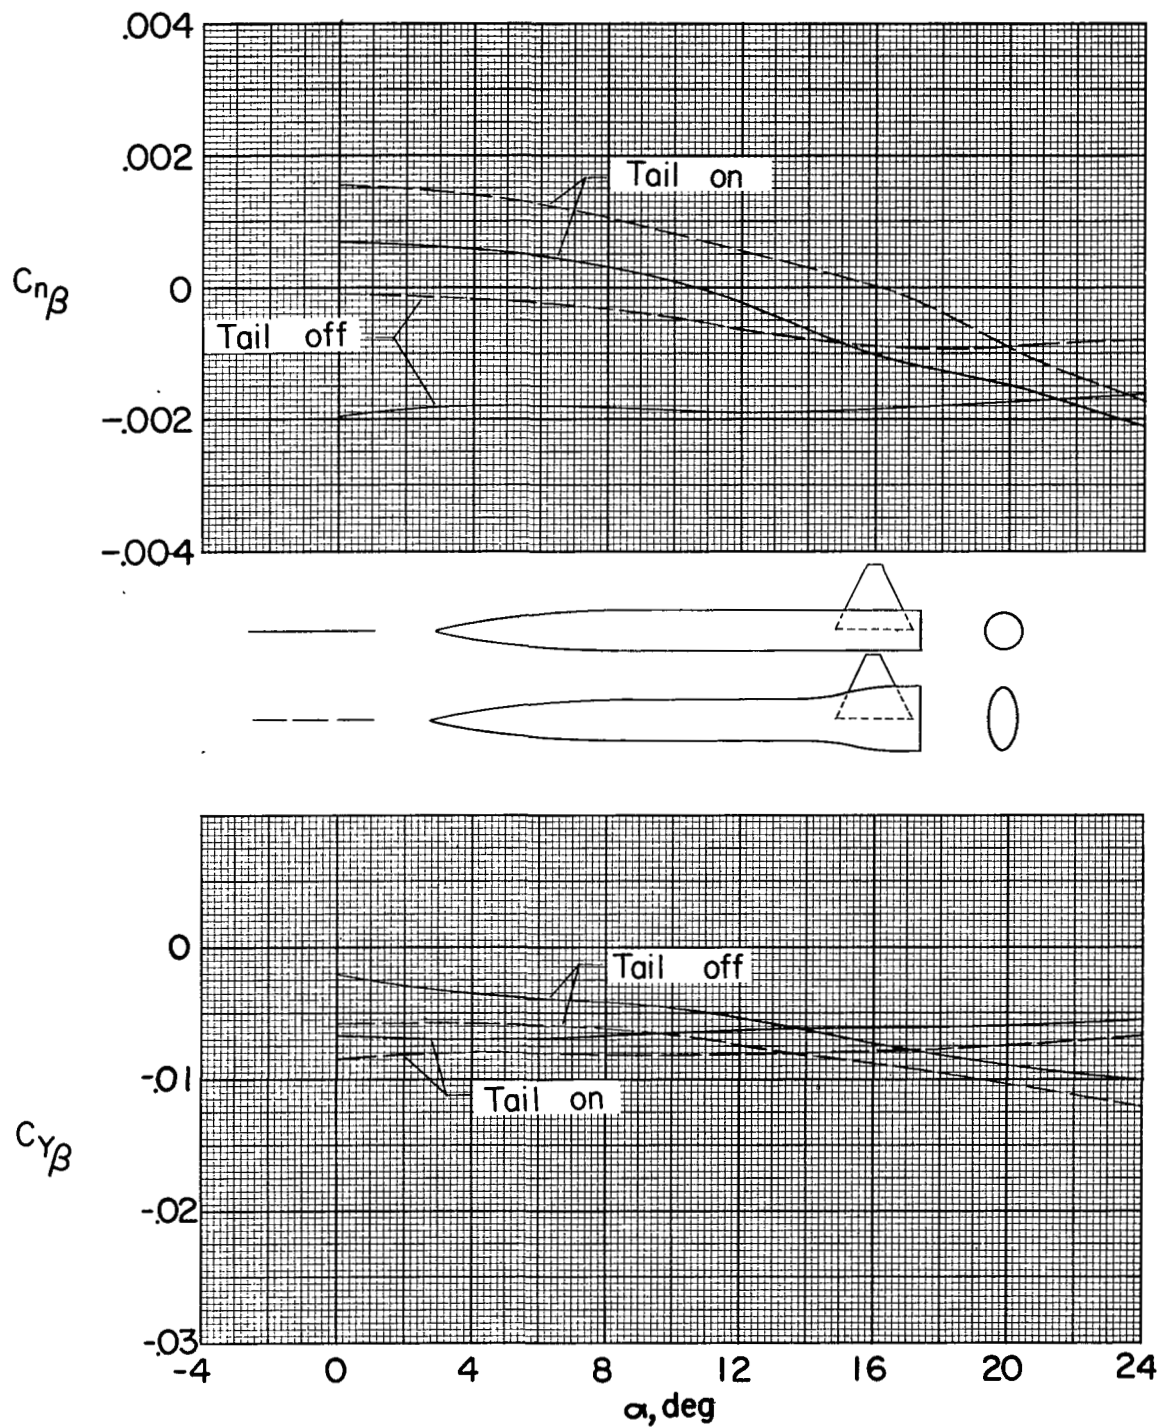 .004
.002
Tail on
0
Tail off
-.002
-.004
Cnβ
0
Tail off
-.01
Tail on
-.02
-.03
CYβ
-4 0 4 8 12 16 20 24
α, deg